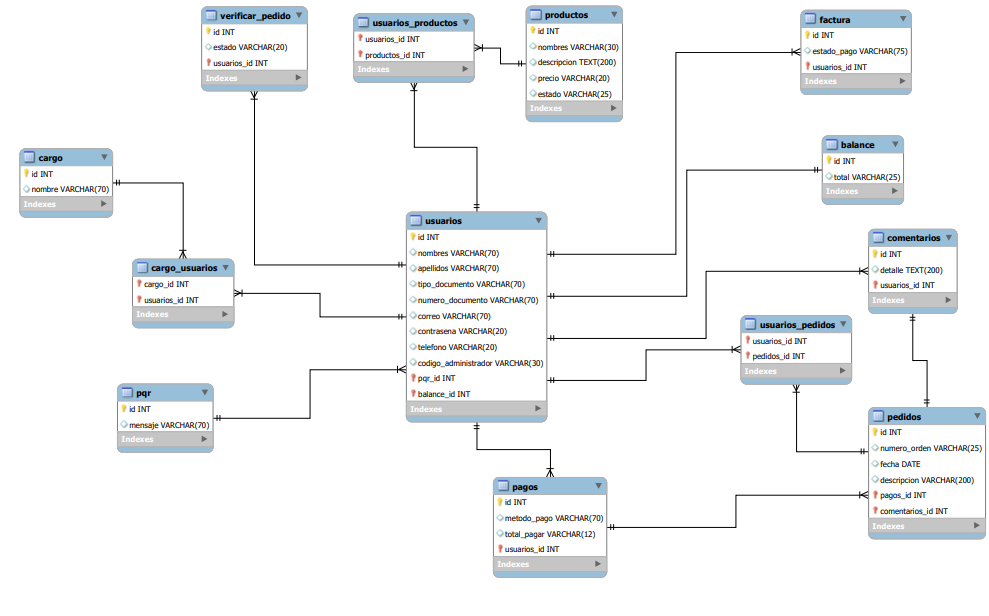 verificar_pedido
id INT
estado VARCHAR(20)
usuarios_id INT
Indexes
usuarios_productos
usuarios_id INT
productos_id INT
Indexes
productos
id INT
nombres VARCHAR(30)
descripcion TEXT(200)
precio VARCHAR(20)
estado VARCHAR(25)
Indexes
factura
id INT
estado_pago VARCHAR(75)
usuarios_id INT
Indexes
cargo
id INT
nombre VARCHAR(70)
Indexes
balance
id INT
total VARCHAR(25)
Indexes
cargo_usuarios
cargo_id INT
usuarios_id INT
Indexes
usuarios
id INT
nombres VARCHAR(70)
apellidos VARCHAR(70)
tipo_documento VARCHAR(70)
numero_documento VARCHAR(70)
correo VARCHAR(70)
contrasena VARCHAR(20)
telefono VARCHAR(20)
codigo_administrador VARCHAR(30)
pqr_id INT
balance_id INT
Indexes
comentarios
id INT
detalle TEXT(200)
usuarios_id INT
Indexes
usuarios_pedidos
usuarios_id INT
pedidos_id INT
Indexes
pqr
id INT
mensaje VARCHAR(70)
Indexes
pedidos
id INT
numero_orden VARCHAR(25)
fecha DATE
descripcion VARCHAR(200)
pagos_id INT
comentarios_id INT
Indexes
pagos
id INT
metodo_pago VARCHAR(70)
total_pagar VARCHAR(12)
usuarios_id INT
Indexes